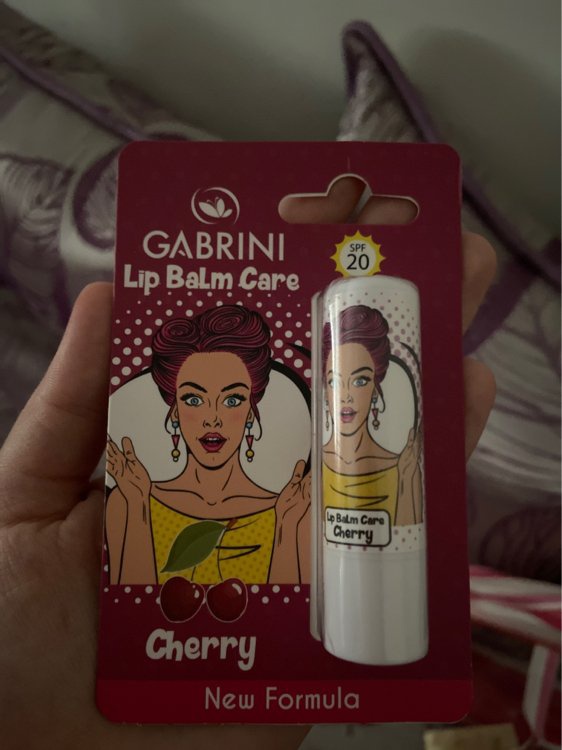 GABRINI
Lip Balm Care
SPF
20
Lip Balm Care
Cherry
Cherry
New Formula